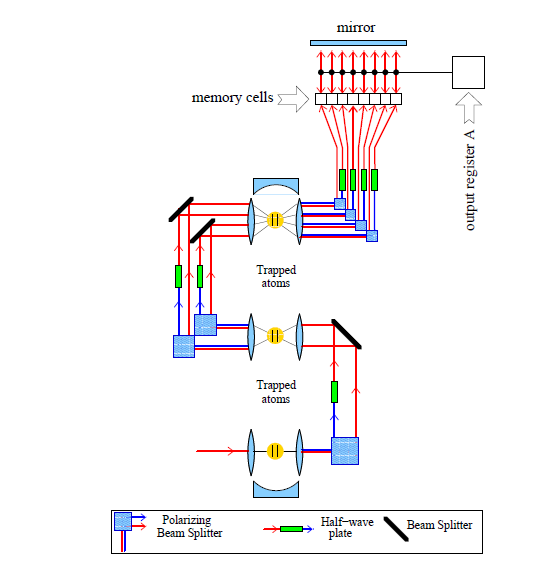 mirror
memory cells
output register A
Trapped
atoms
Trapped
atoms
Polarizing
Beam Splitter
Half−wave
plate
Beam Splitter